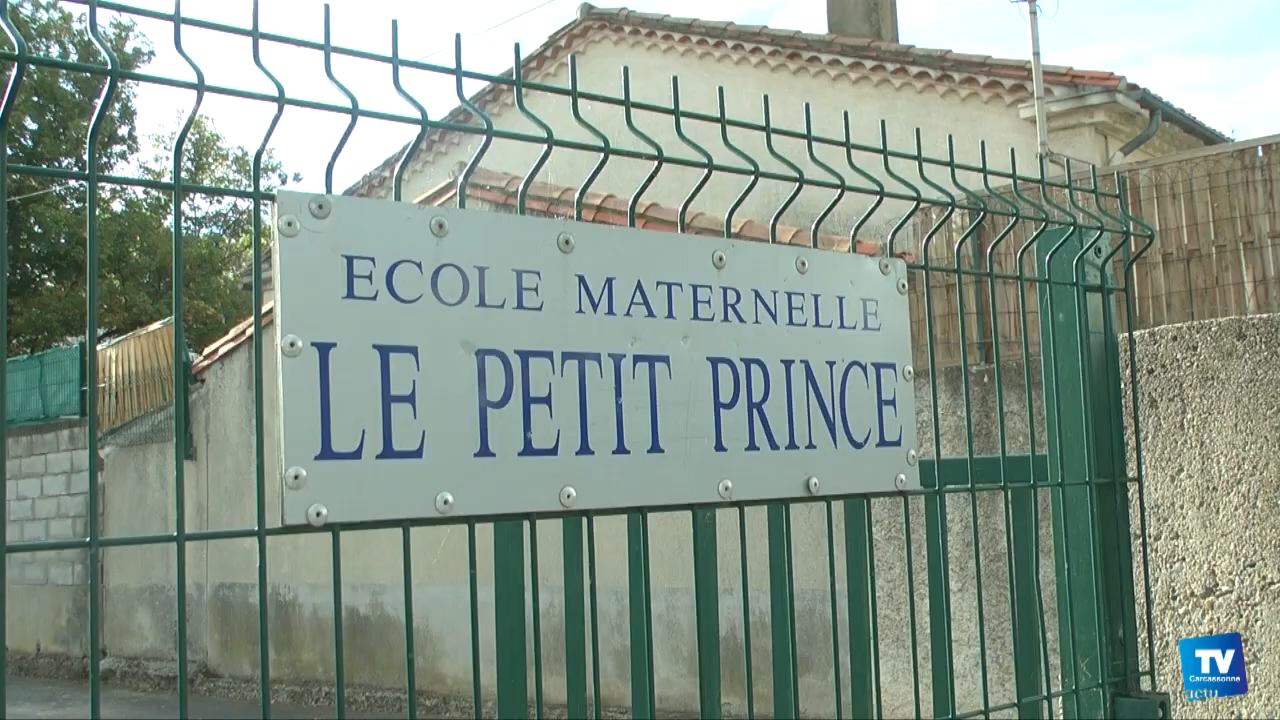 ECOLE MATERNELLE
LE PETIT PRINCE
TV
Carcassonne
actu